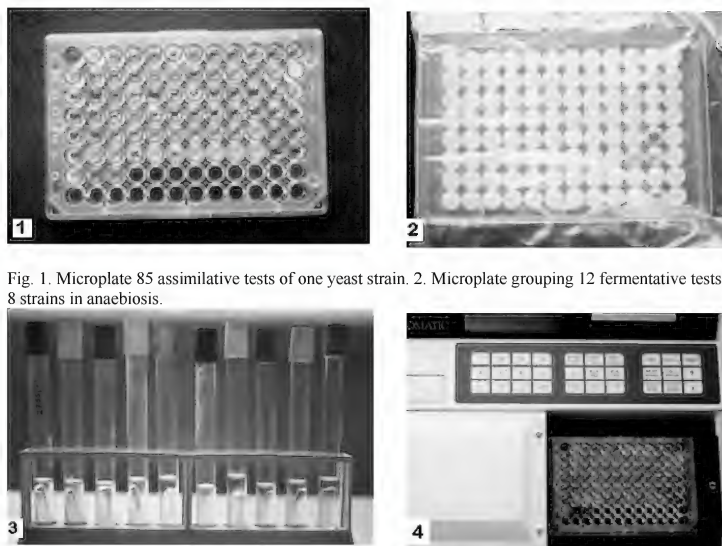 1
2
Fig. 1. Microplate 85 assimilative tests of one yeast strain. 2. Microplate grouping 12 fermentative tests
8 strains in anaebiosis.
OMATIC
3
4